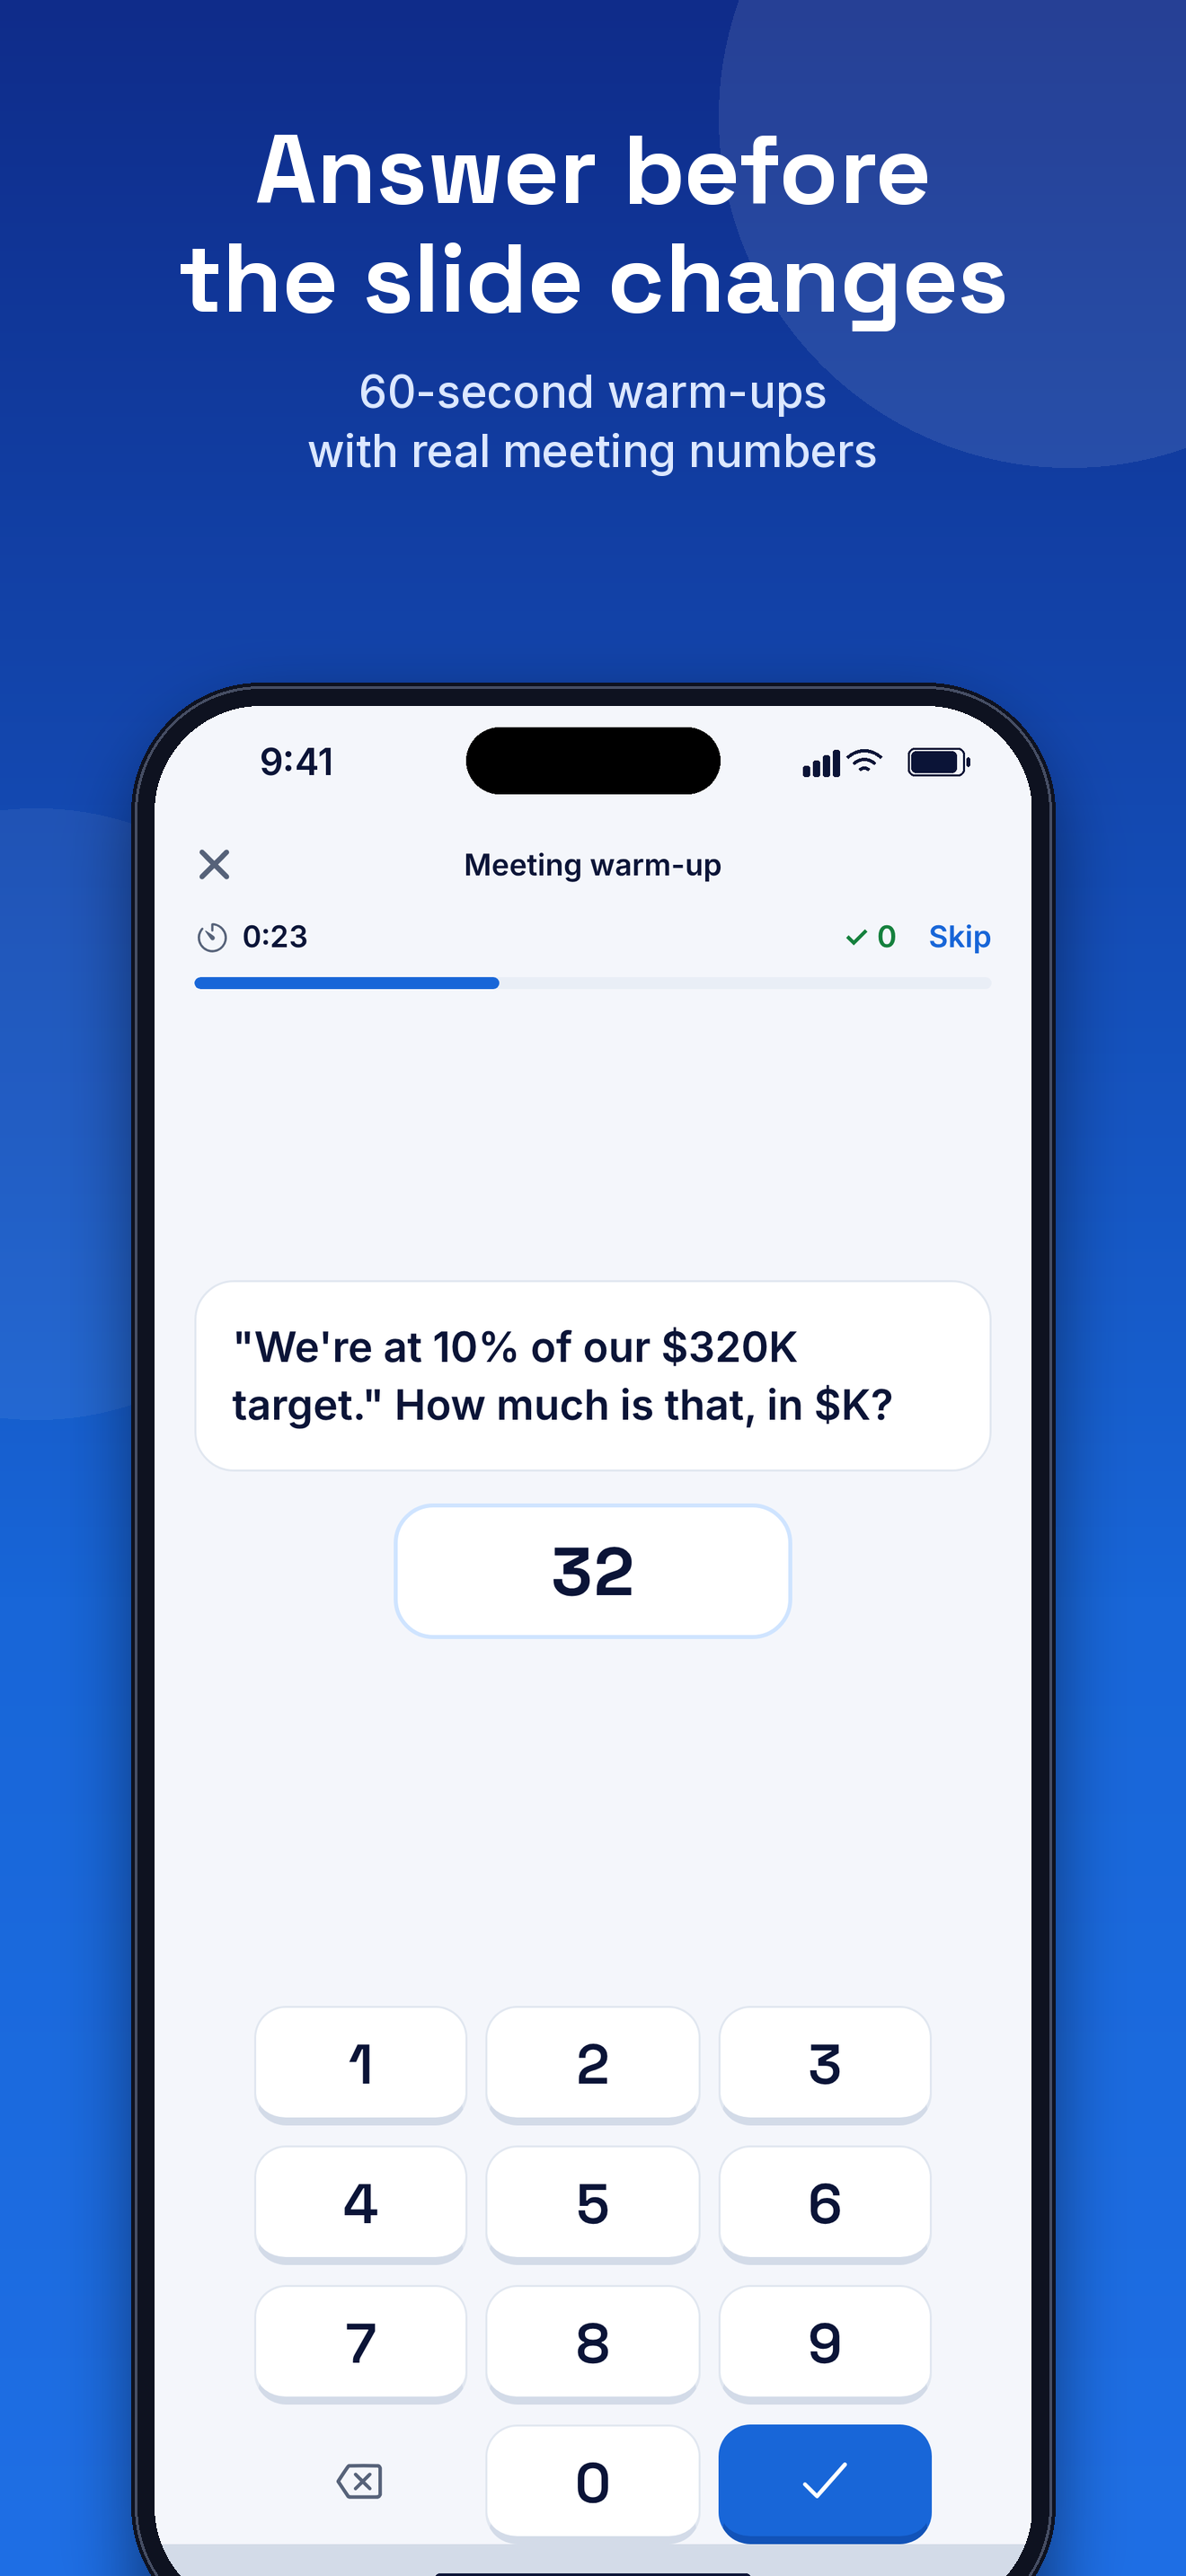 Answer before
the slide changes
60-second warm-ups
with real meeting numbers
9:41
Meeting warm-up
0:23
0 Skip
"We're at 10% of our $320K
target." How much is that, in $K?
32
1 2 3
4 5 6
7 8 9
0